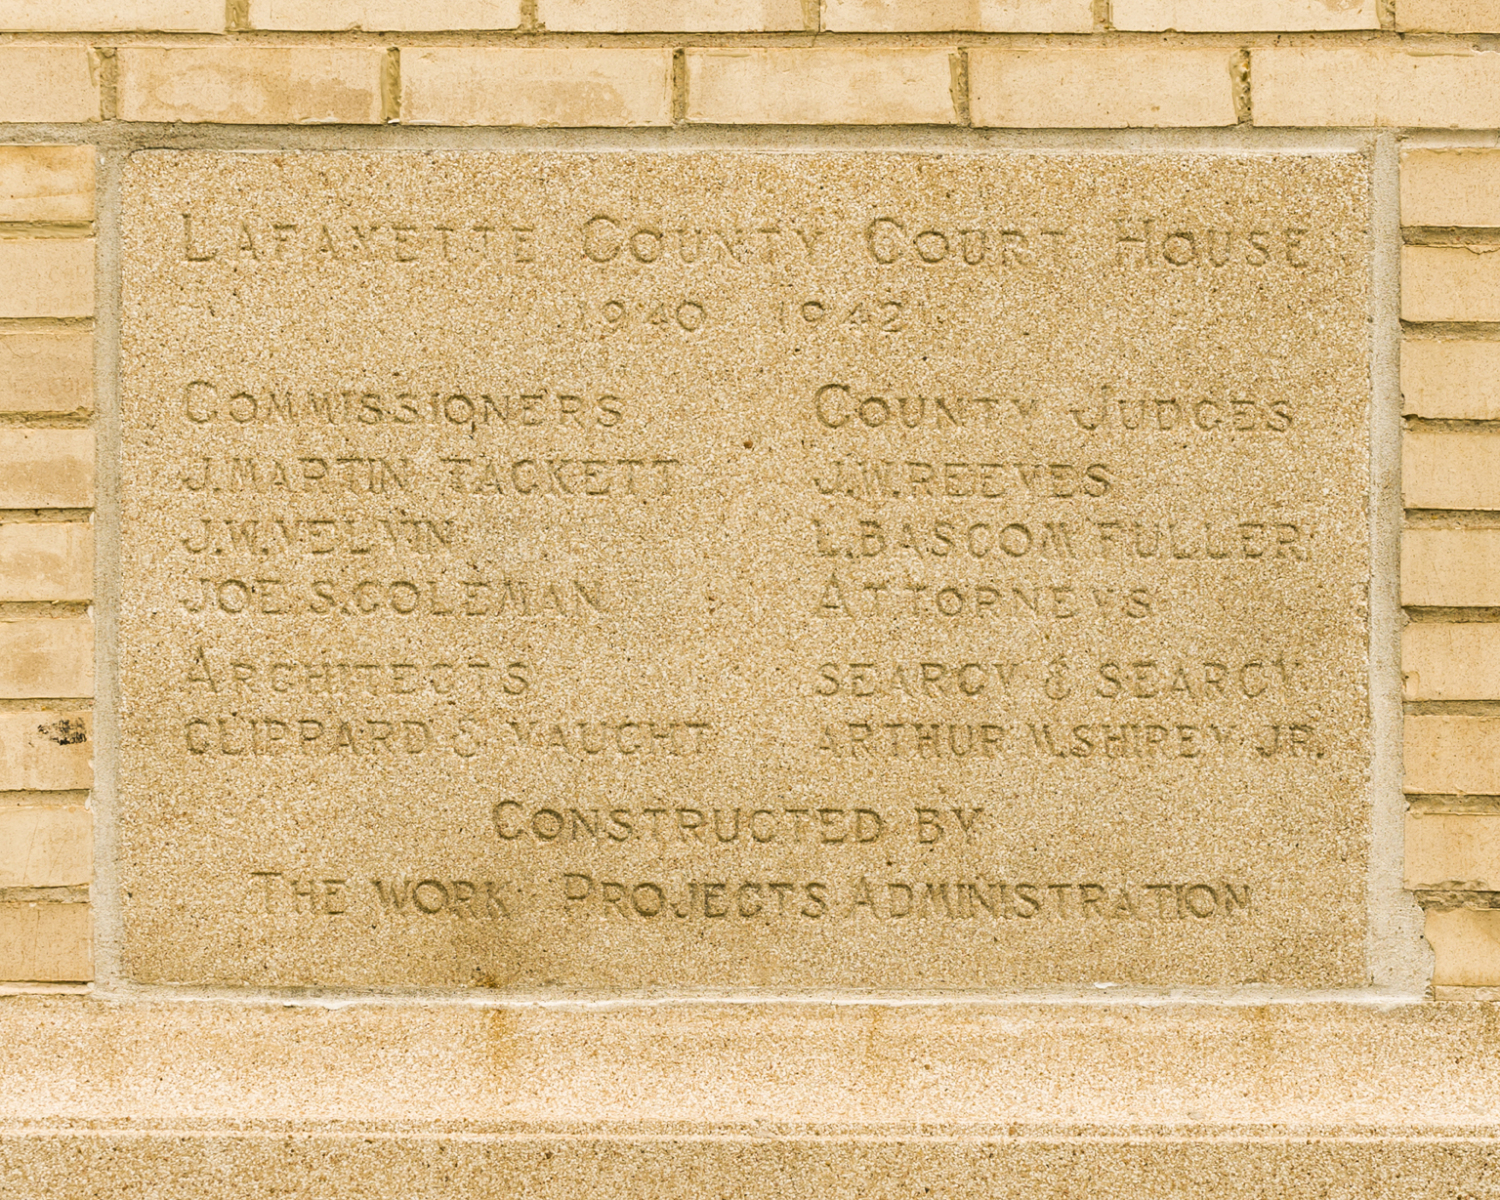 LAFAYETTE COUNTY COURT HOUSE
1940 1942
COMMISSIONERS
J. MARTIN TACKETT
J. W. VELVIN
JOE S. COLEMAN
ARCHITECTS
CLIPPARD & VAUGHT
COUNTY JUDGES
J. W. REEVES
L. BASCOM FULLER
ATTORNEYS
SEARCY & SEARCY
ARTHUR M. SHIREY JR.
CONSTRUCTED BY
THE WORK PROJECTS ADMINISTRATION